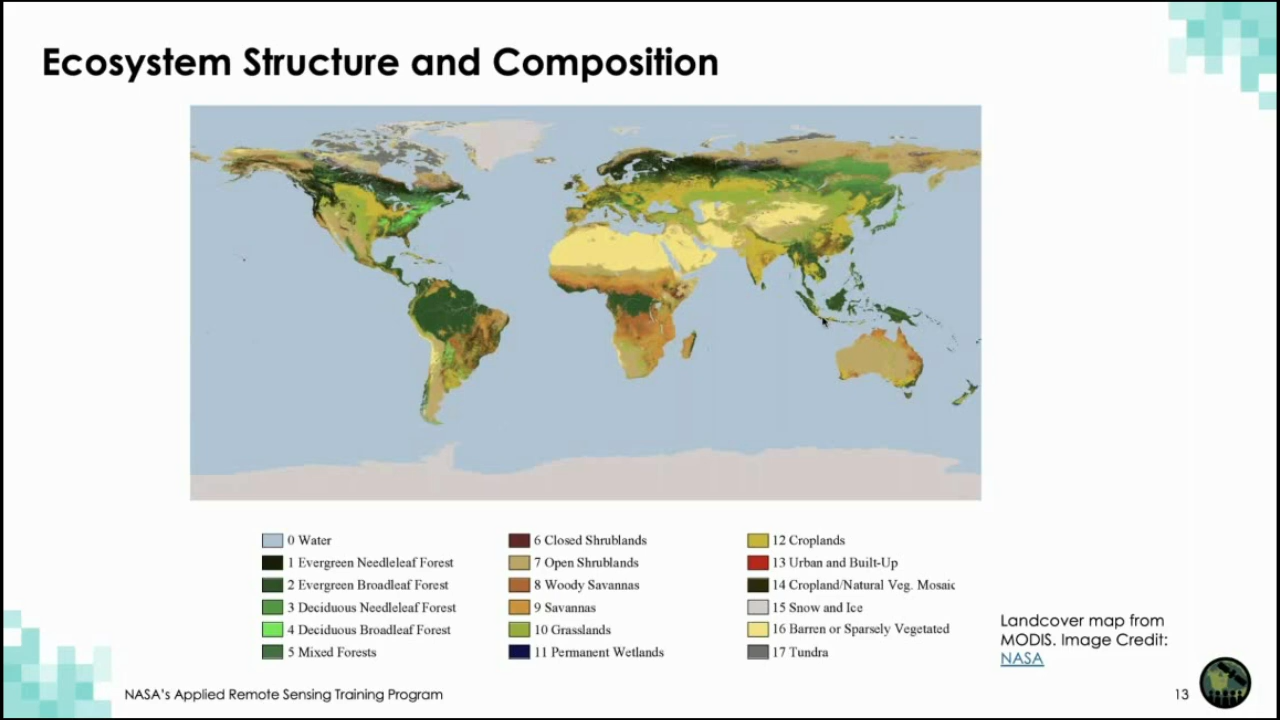 Ecosystem Structure and Composition
0 Water
1 Evergreen Needleleaf Forest
2 Evergreen Broadleaf Forest
3 Deciduous Needleleaf Forest
4 Deciduous Broadleaf Forest
5 Mixed Forests
6 Closed Shrublands
7 Open Shrublands
8 Woody Savannas
9 Savannas
10 Grasslands
11 Permanent Wetlands
12 Croplands
13 Urban and Built-Up
14 Cropland/Natural Veg. Mosaic
15 Snow and Ice
16 Barren or Sparsely Vegetated
17 Tundra
Landcover map from
MODIS. Image Credit:
NASA
NASA's Applied Remote Sensing Training Program
13